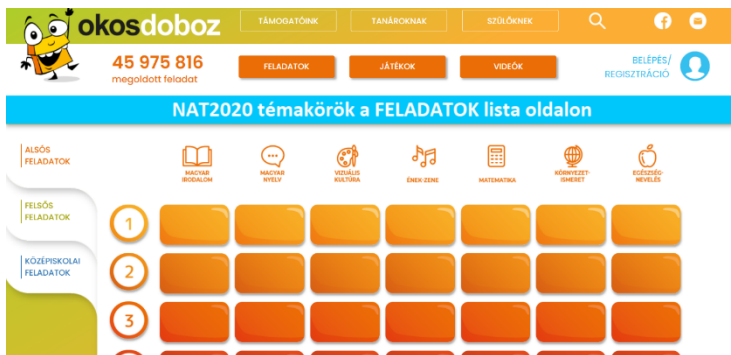 okosdoboz
TÁMOGATÓINK
TANÁROKNAK
SZÜLŐKNEK
45 975 816
megoldott feladat
FELADATOK
JÁTÉKOK
VIDEÓK
BELÉPÉS/
REGISZTRÁCIÓ
NAT2020 témakörök a FELADATOK lista oldalon
ALSÓS
FELADATOK
MAGYAR
IRODALOM
MAGYAR
NYELV
VIZUÁLIS
KULTÚRA
ÉNEK-ZENE
MATEMATIKA
KÖRNYEZET-
ISMERET
EGÉSZSÉG-
NEVELÉS
FELSŐS
FELADATOK
1
KÖZÉPISKOLAI
FELADATOK
2
3